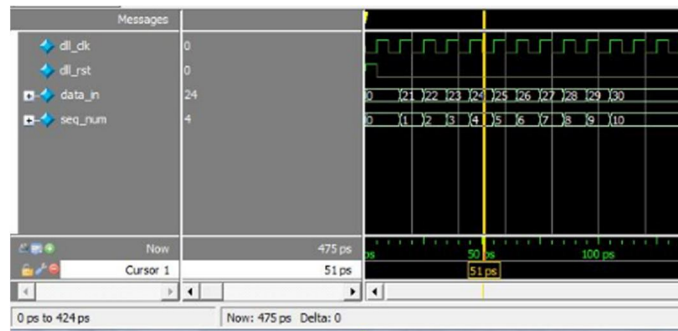 Messages
dll_clk 0
dll_rst 0
data_in 24 0 21 22 23 24 25 26 27 28 29 30
seq_num 4 0 1 2 3 4 5 6 7 8 9 10
Now 475 ps ps 50 ps 100 ps
Cursor 1 51 ps 51 ps
0 ps to 424 ps Now: 475 ps Delta: 0